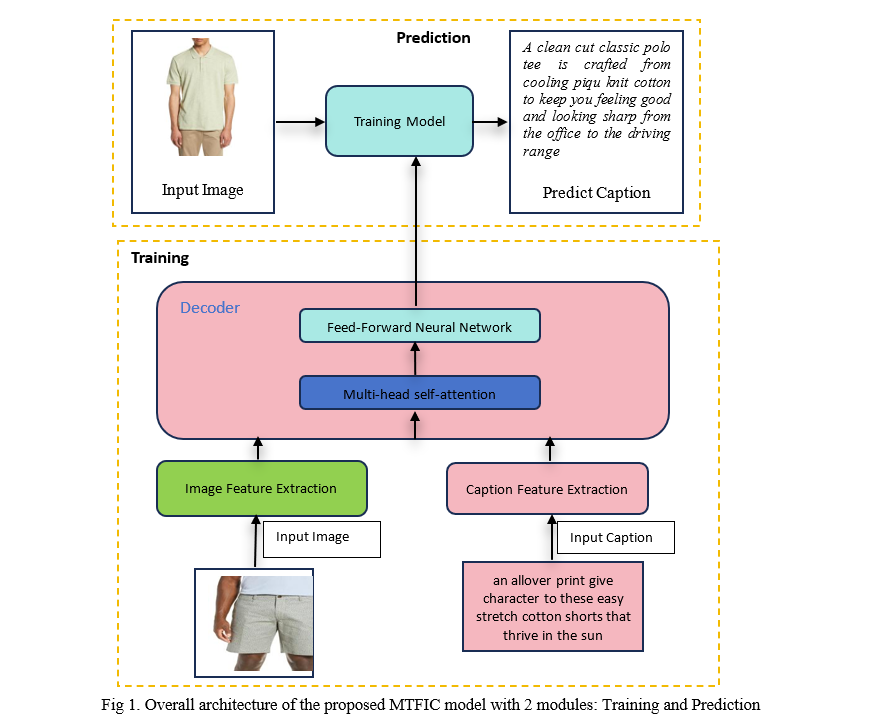 Prediction
A clean cut classic polo
tee is crafted from
cooling piqu knit cotton
to keep you feeling good
and looking sharp from
the office to the driving
range
Input Image
Training Model
Predict Caption
Training
Decoder
Feed-Forward Neural Network
Multi-head self-attention
Image Feature Extraction
Caption Feature Extraction
Input Image
Input Caption
an allover print give
character to these easy
stretch cotton shorts that
thrive in the sun
Fig 1. Overall architecture of the proposed MTFIC model with 2 modules: Training and Prediction